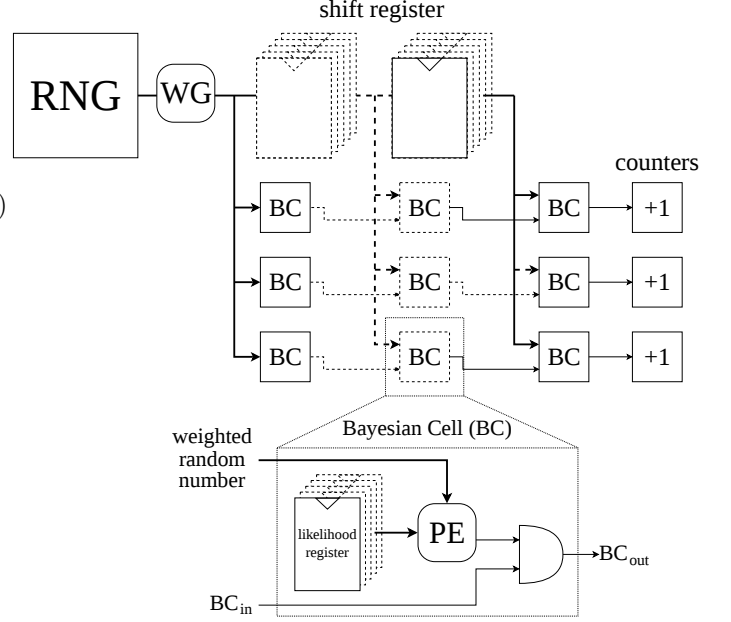 shift register
RNG
WG
counters
)
BC
BC
BC
+1
BC
BC
BC
+1
BC
BC
BC
+1
Bayesian Cell (BC)
weighted
random
number
likelihood
register
PE
BCout
BCin